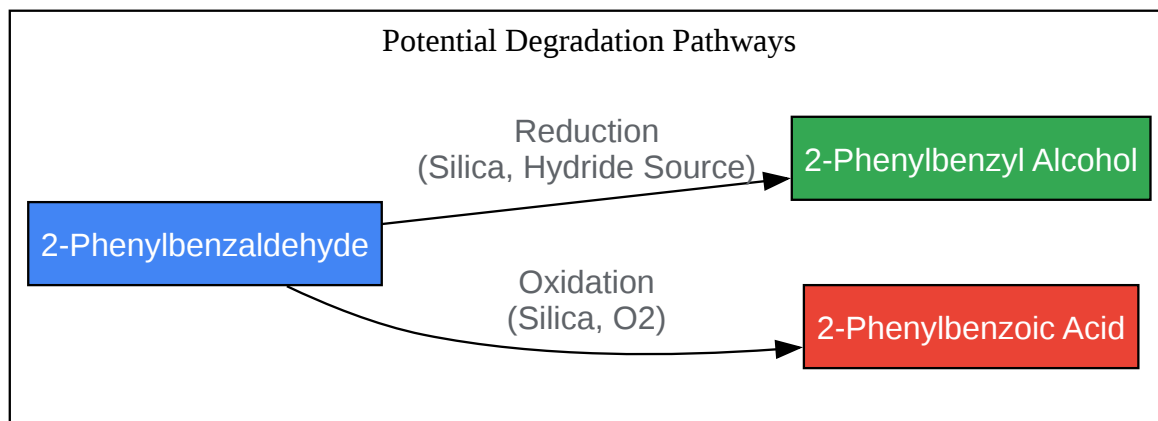 Potential Degradation Pathways
Reduction
(Silica, Hydride Source)
2-Phenylbenzyl Alcohol
2-Phenylbenzaldehyde
Oxidation
(Silica, O2)
2-Phenylbenzoic Acid